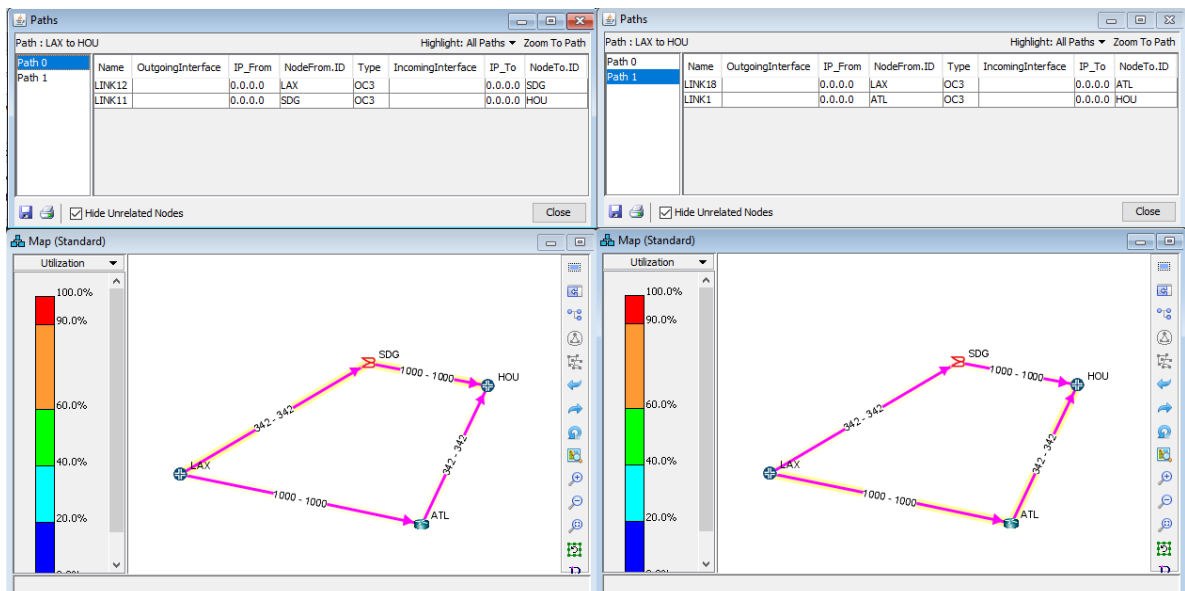 Paths
Path : LAX to HOU
Highlight: All Paths Zoom To Path
Path 0
Path 1
Name OutgoingInterface IP_From NodeFrom.ID Type IncomingInterface IP_To NodeTo.ID
LINK12 0.0.0.0 LAX OC3 0.0.0.0 SDG
LINK11 0.0.0.0 SDG OC3 0.0.0.0 HOU
Hide Unrelated Nodes
Close
Paths
Path : LAX to HOU
Highlight: All Paths Zoom To Path
Path 0
Path 1
Name OutgoingInterface IP_From NodeFrom.ID Type IncomingInterface IP_To NodeTo.ID
LINK18 0.0.0.0 LAX OC3 0.0.0.0 ATL
LINK1 0.0.0.0 ATL OC3 0.0.0.0 HOU
Hide Unrelated Nodes
Close
Map (Standard)
Utilization
100.0%
90.0%
60.0%
40.0%
20.0%
SDG
1000 - 1000
HOU
342 - 342
342 - 342
LAX
1000 - 1000
ATL
Map (Standard)
Utilization
100.0%
90.0%
60.0%
40.0%
20.0%
SDG
1000 - 1000
HOU
342 - 342
342 - 342
LAX
1000 - 1000
ATL